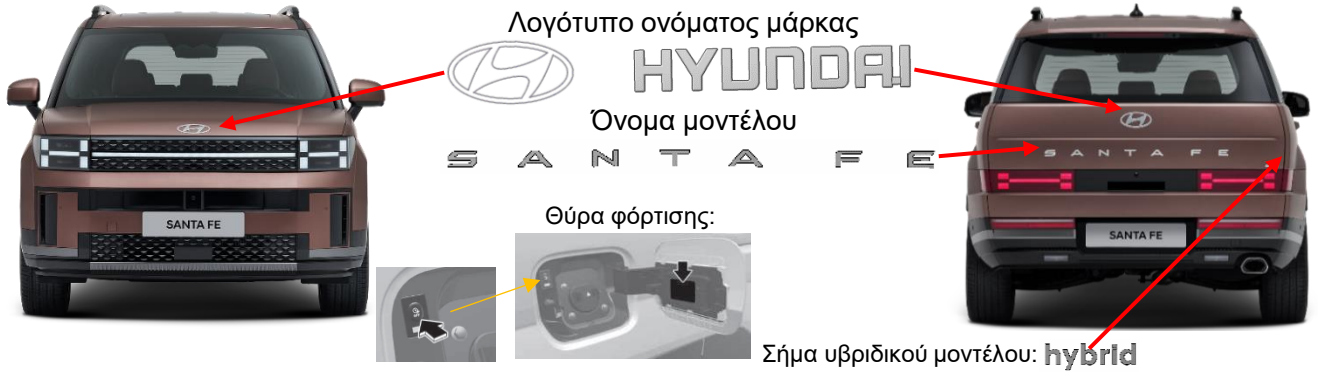 Λογότυπο ονόματος μάρκας
HYUNDAI
Όνομα μοντέλου
SANTA FE
SANTA FE
SANTA FE
SANTA FE
Θύρα φόρτισης:
Σήμα υβριδικού μοντέλου: hybrid